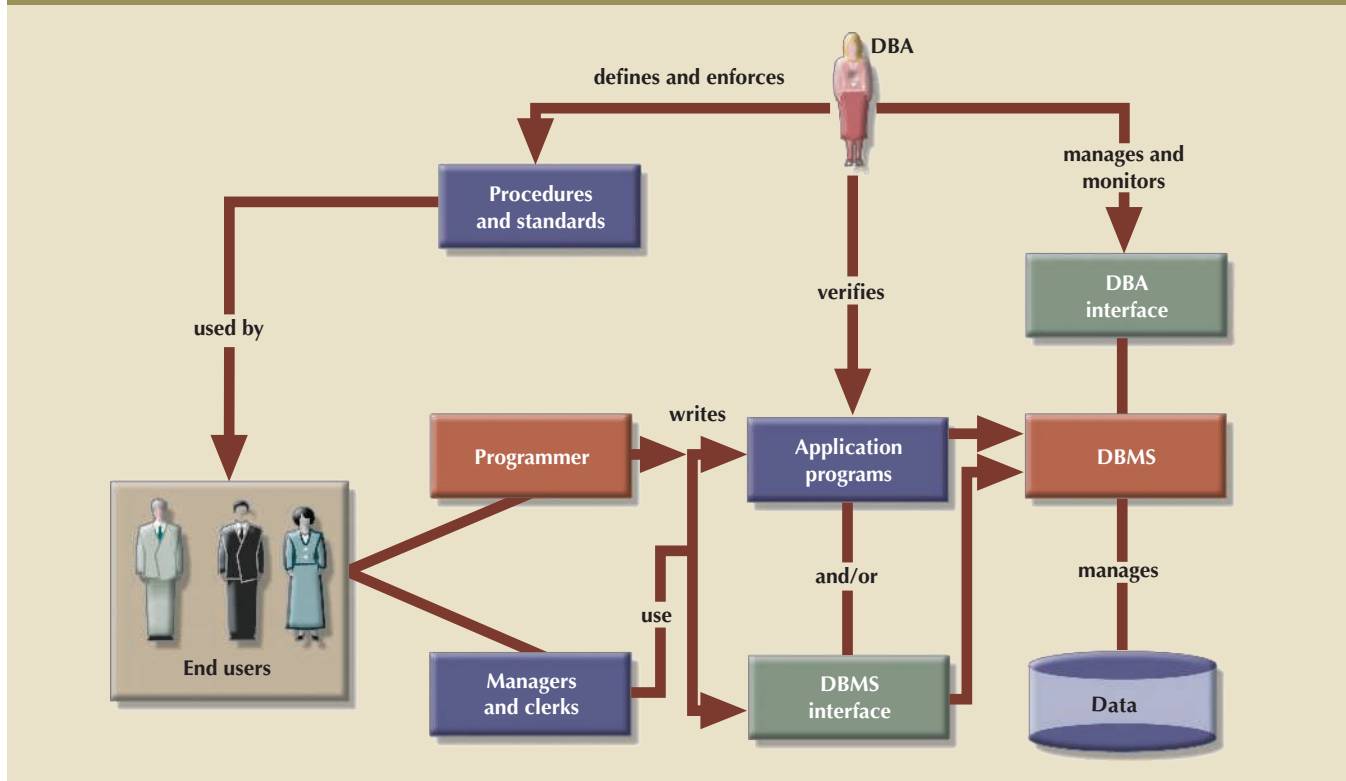 DBA
defines and enforces
manages and
monitors
Procedures
and standards
DBA
interface
verifies
used by
writes
Programmer
Application
programs
DBMS
and/or
manages
use
End users
Managers
and clerks
DBMS
interface
Data